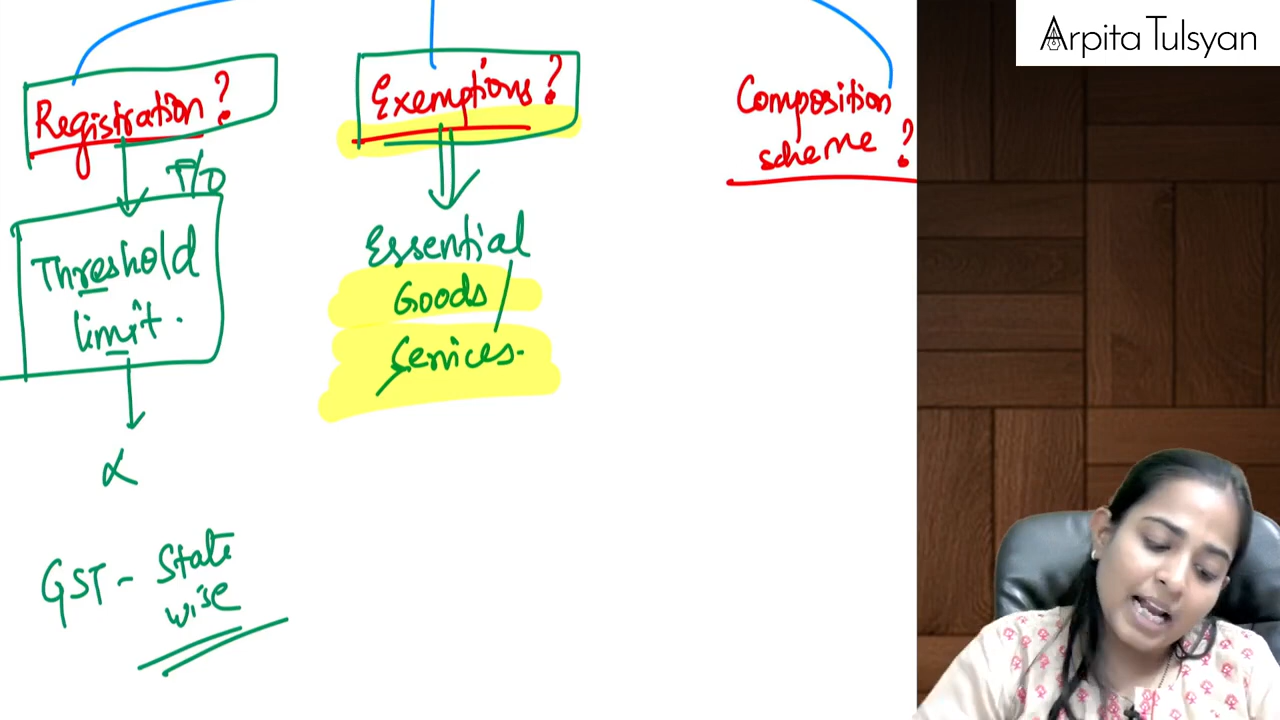 Arpita Tulsyan
Registration?
T/O
Threshold
limit.
α
GST - State
wise
Exemptions?
Essential
Goods/
Services.
Composition
scheme?